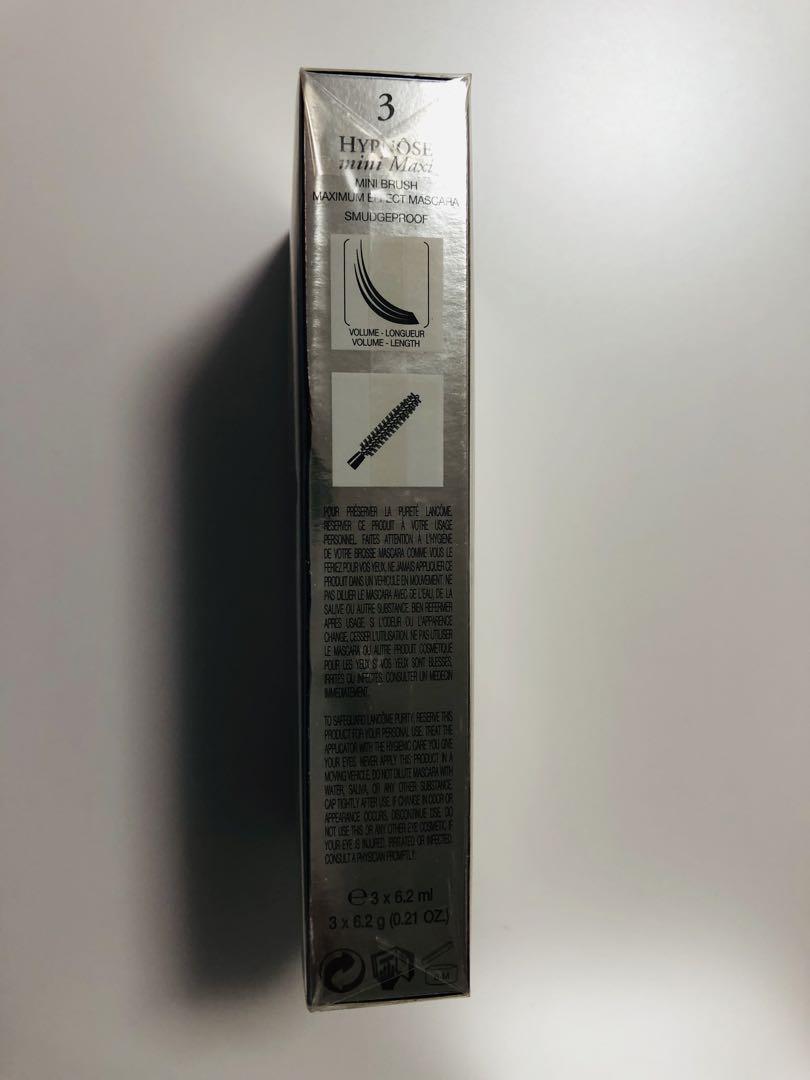 3
HYPNÔSE
mini Maxi
MINI BRUSH
MAXIMUM EFFECT MASCARA
SMUDGEPROOF
VOLUME - LONGUEUR
VOLUME - LENGTH
POUR PRÉSERVER LA PURETÉ LANCÔME,
RÉSERVER CE PRODUIT À VOTRE USAGE
PERSONNEL. FAITES ATTENTION À L'HYGIÈNE
DE VOTRE BROSSE MASCARA COMME VOUS LE
FERIEZ POUR VOS YEUX. NE JAMAIS APPLIQUER CE
PRODUIT DANS UN VEHICULE EN MOUVEMENT. NE
PAS DILUER LE MASCARA AVEC DE L'EAU, DE LA
SALIVE OU AUTRE SUBSTANCE. BIEN REFERMER
APRÈS USAGE. SI L'ODEUR OU L'APPARENCE
CHANGE, CESSER L'UTILISATION. NE PAS UTILISER
LE MASCARA OU AUTRE PRODUIT COSMETIQUE
POUR LES YEUX SI VOS YEUX SONT BLESSES,
IRRITÉS OU INFECTÉS. CONSULTER UN MEDECIN
IMMEDIATEMENT.
TO SAFEGUARD LANCÔME PURITY, RESERVE THIS
PRODUCT FOR YOUR PERSONAL USE. TREAT THE
APPLICATOR WITH THE HYGIENIC CARE YOU GIVE
YOUR EYES. NEVER APPLY THIS PRODUCT IN A
MOVING VEHICLE. DO NOT DILUTE MASCARA WITH
WATER, SALIVA, OR ANY OTHER SUBSTANCE.
CAP TIGHTLY AFTER USE. IF CHANGE IN ODOR OR
APPEARANCE OCCURS, DISCONTINUE USE. DO
NOT USE THIS OR ANY OTHER EYE COSMETIC IF
YOUR EYE IS INJURED, IRRITATED OR INFECTED.
CONSULT A PHYSICIAN PROMPTLY.
℮ 3 x 6.2 ml
3 x 6.2 g (0.21 OZ.)